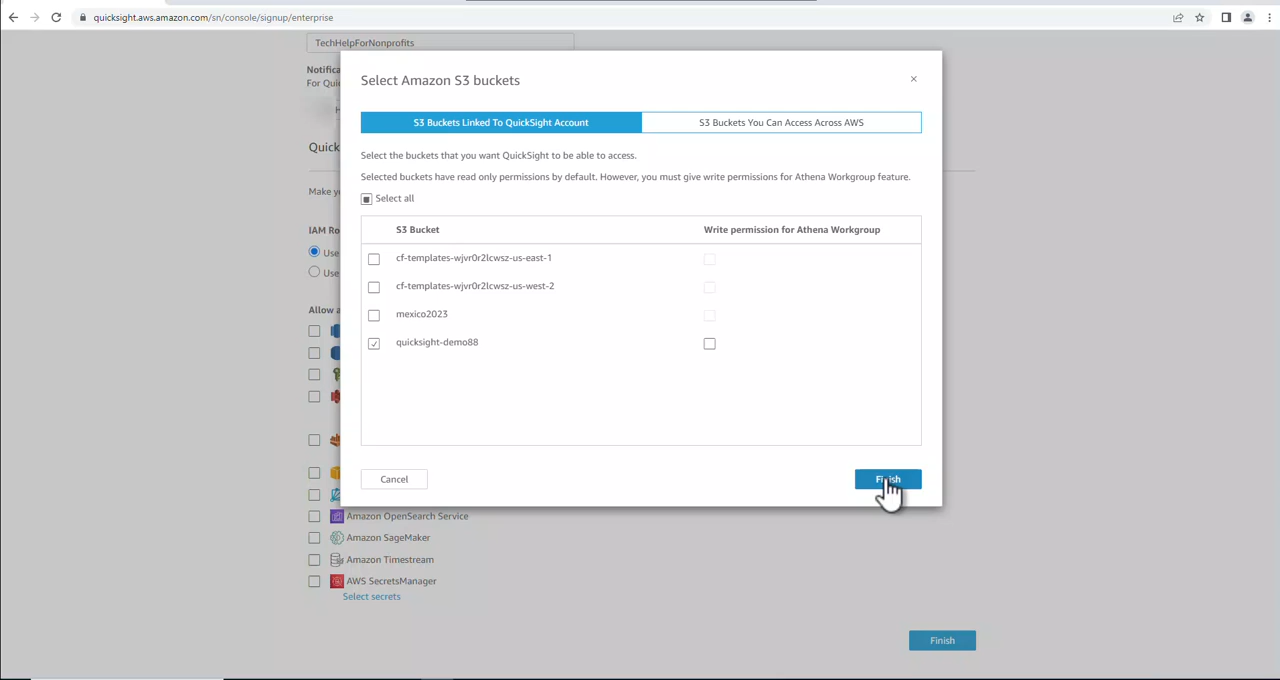 quicksight.aws.amazon.com/sn/console/signup/enterprise
TechHelpForNonprofits
Notifica
For Quic
Select Amazon S3 buckets
×
S3 Buckets Linked To QuickSight Account
S3 Buckets You Can Access Across AWS
Quick
Select the buckets that you want QuickSight to be able to access.
Selected buckets have read only permissions by default. However, you must give write permissions for Athena Workgroup feature.
Make yo
Select all
IAM Ro
S3 Bucket
Write permission for Athena Workgroup
Use
cf-templates-wjvr0r2lcwsz-us-east-1
Use
cf-templates-wjvr0r2lcwsz-us-west-2
Allow a
mexico2023
quicksight-demo88
Cancel
Finish
Amazon OpenSearch Service
Amazon SageMaker
Amazon Timestream
AWS SecretsManager
Select secrets
Finish